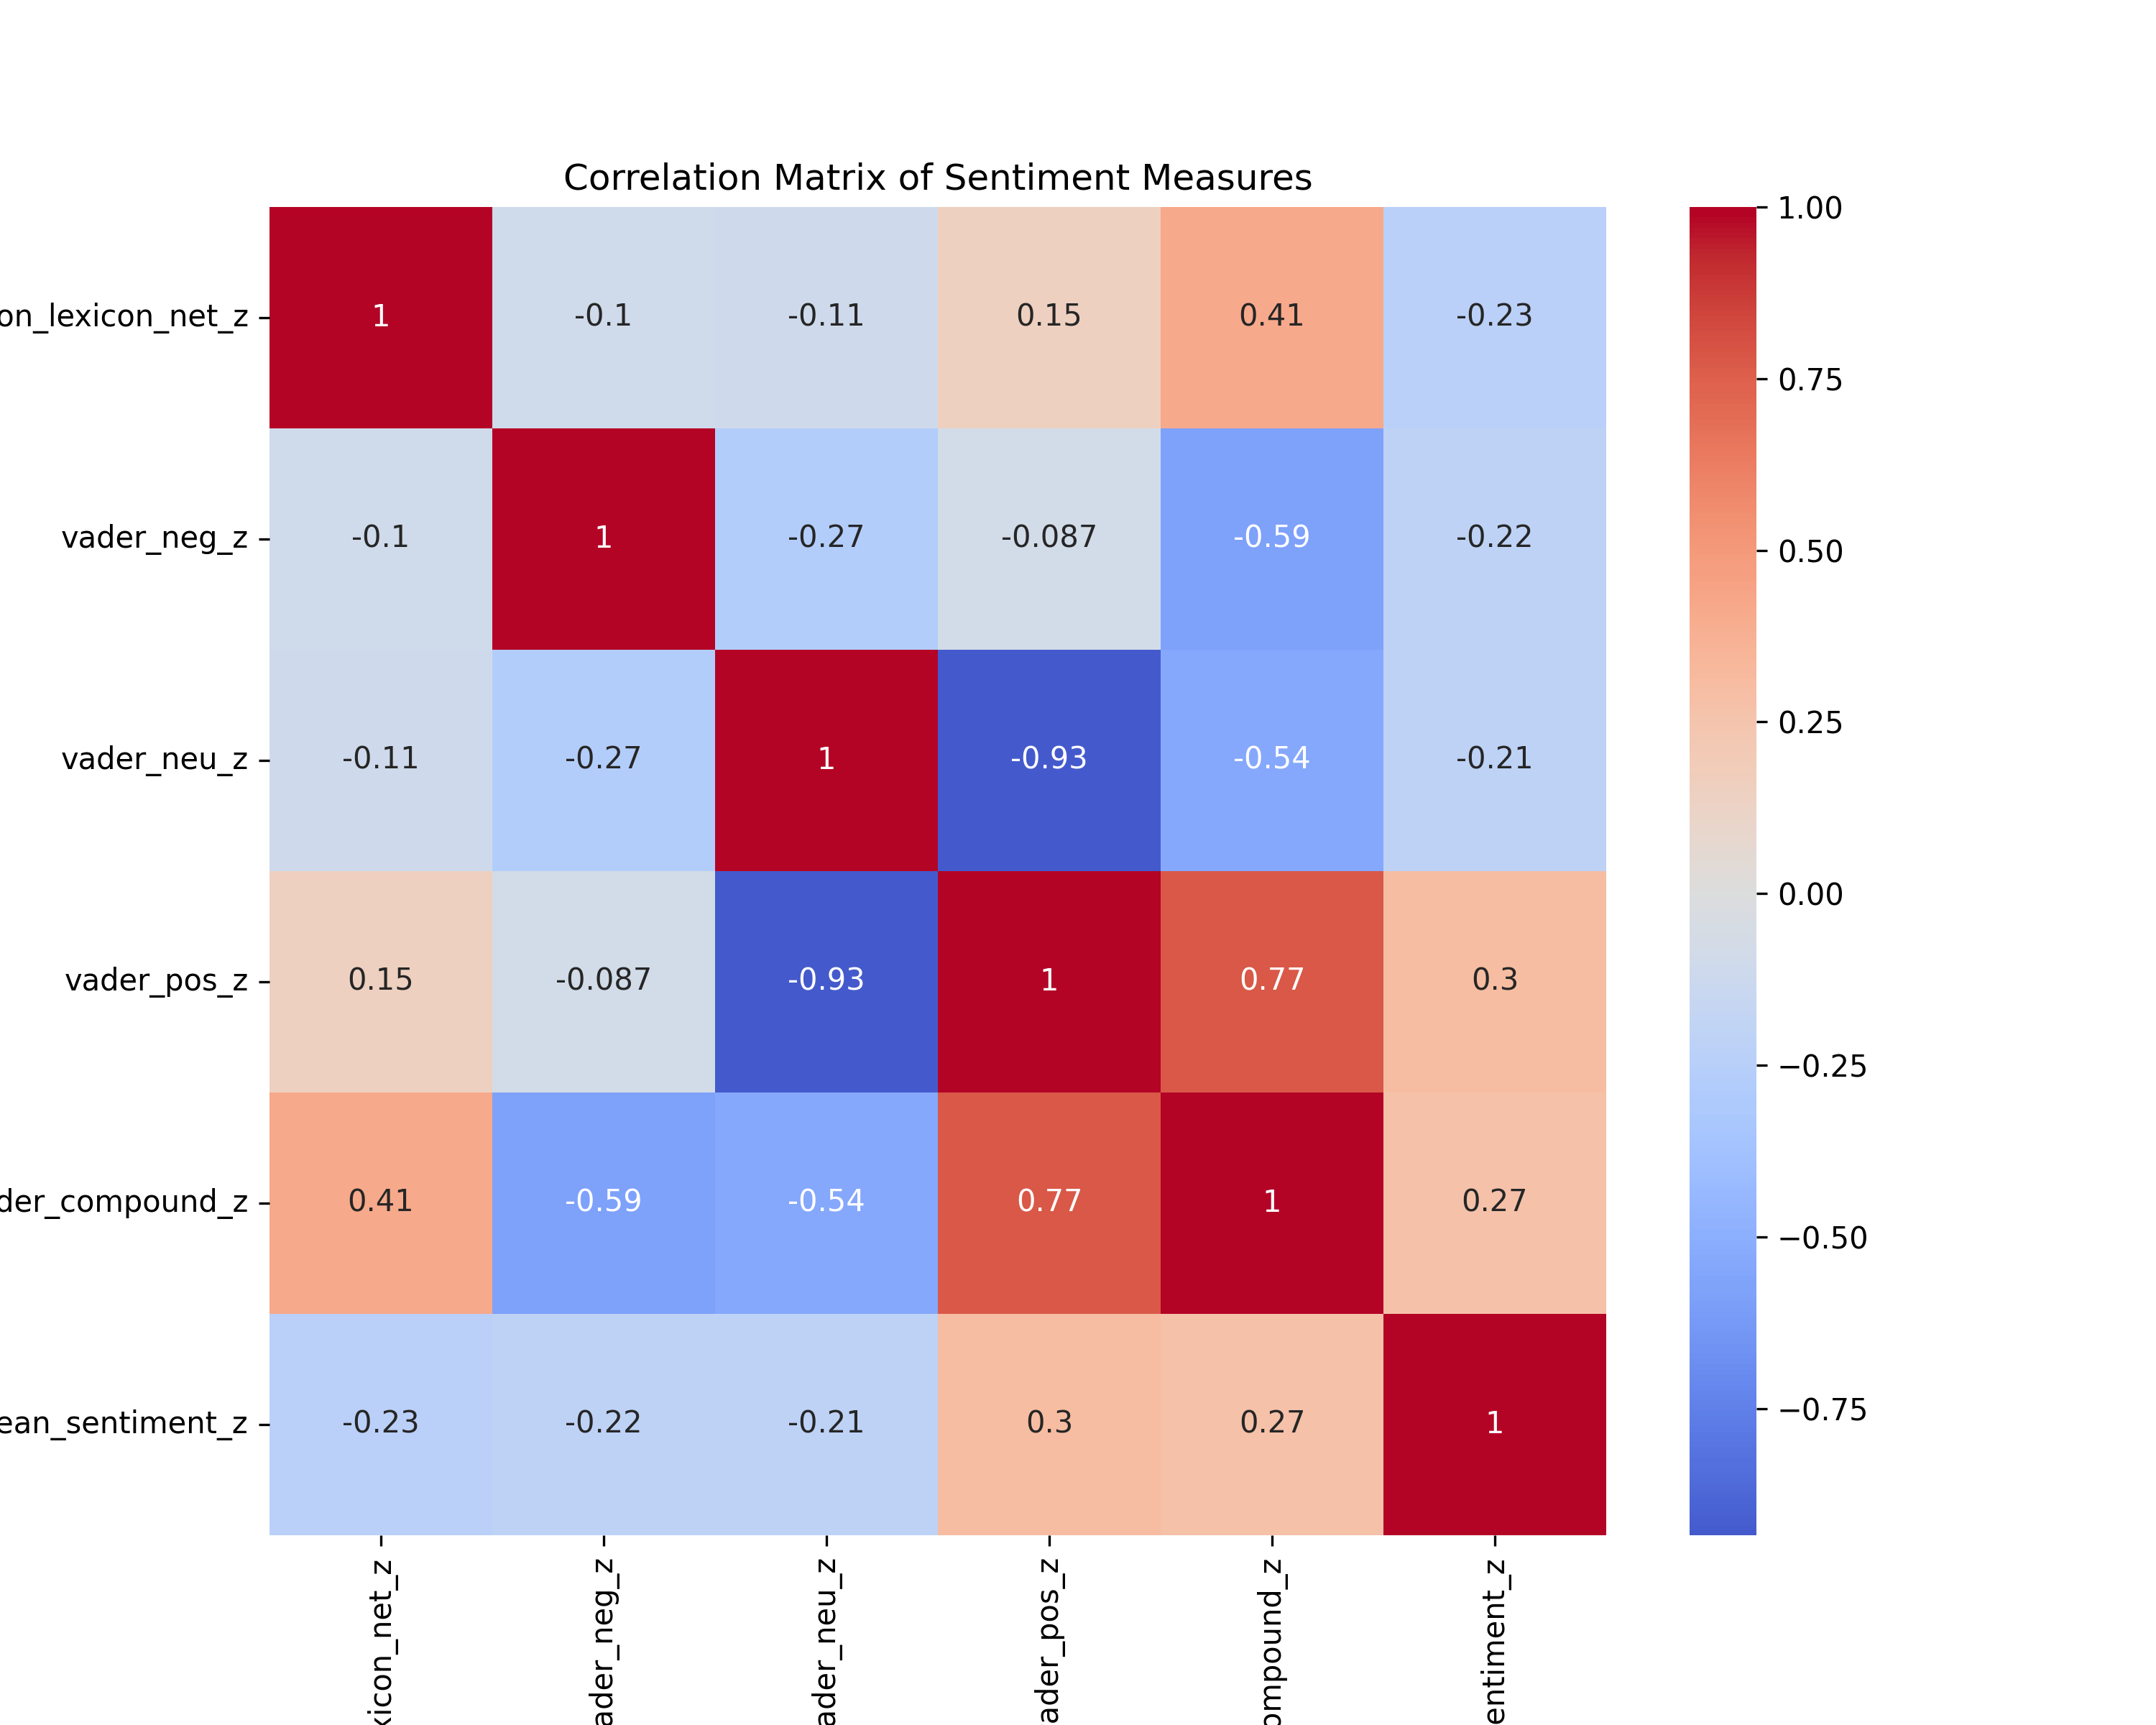 Correlation Matrix of Sentiment Measures
on_lexicon_net_z 1 -0.1 -0.11 0.15 0.41 -0.23
vader_neg_z -0.1 1 -0.27 -0.087 -0.59 -0.22
vader_neu_z -0.11 -0.27 1 -0.93 -0.54 -0.21
vader_pos_z 0.15 -0.087 -0.93 1 0.77 0.3
der_compound_z 0.41 -0.59 -0.54 0.77 1 0.27
ean_sentiment_z -0.23 -0.22 -0.21 0.3 0.27 1
xicon_net_z
ader_neg_z
ader_neu_z
ader_pos_z
ompound_z
entiment_z
1.00
0.75
0.50
0.25
0.00
−0.25
−0.50
−0.75